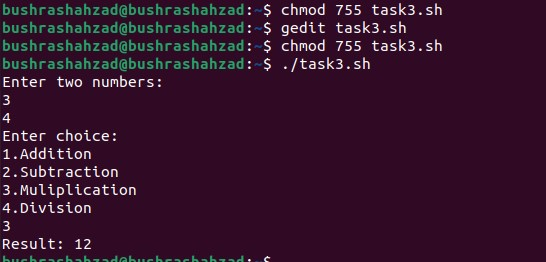 bushrashahzad@bushrashahzad:~$ chmod 755 task3.sh
bushrashahzad@bushrashahzad:~$ gedit task3.sh
bushrashahzad@bushrashahzad:~$ chmod 755 task3.sh
bushrashahzad@bushrashahzad:~$ ./task3.sh
Enter two numbers:
3
4
Enter choice:
1.Addition
2.Subtraction
3.Muliplication
4.Division
3
Result: 12
bushrashahzad@bushrashahzad:~$